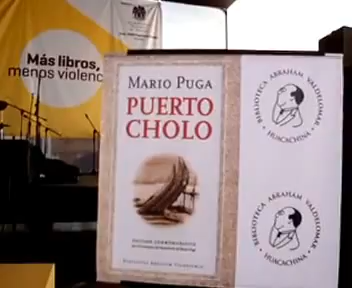 Más libros,
menos violenc
MARIO PUGA
PUERTO
CHOLO
BIBLIOTECA ABRAHAM VALDELOMAR
HUACACHINA
BIBLIOTECA ABRAHAM VALDELOMAR
HUACACHINA